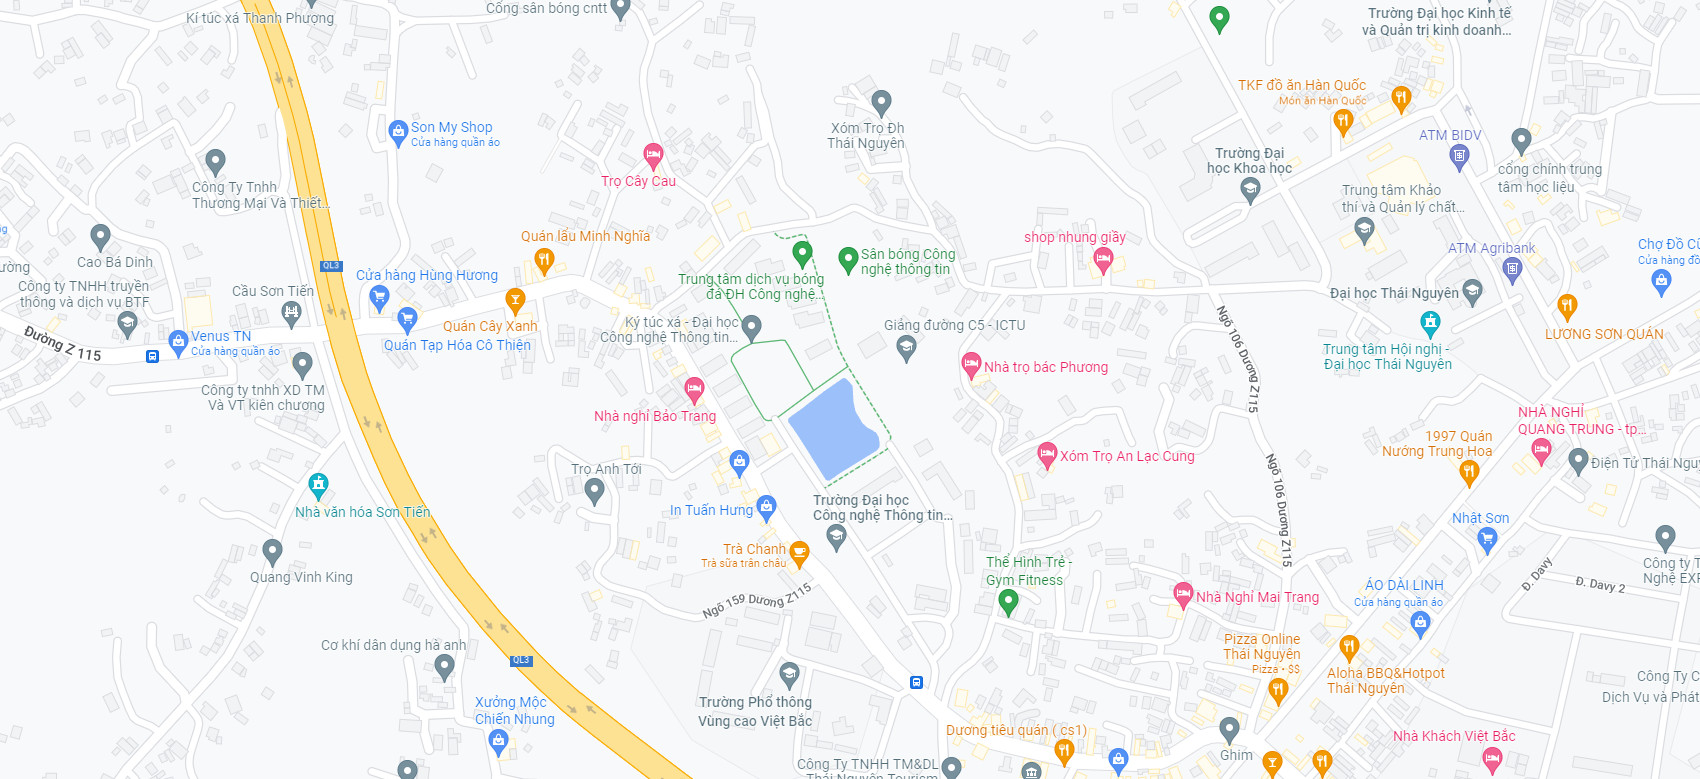 Kí túc xá Thanh Phượng
Cổng sân bóng cntt
Trường Đại học Kinh tế
và Quản trị kinh doanh...
TKF đồ ăn Hàn Quốc
Món ăn Hàn Quốc
Son My Shop
Cửa hàng quần áo
Xóm Trọ Đh
Thái Nguyên
ATM BIDV
Trường Đại
học Khoa học
cổng chính trung
tâm học liệu
Trọ Cây Cau
Công Ty Tnhh
Thương Mại Và Thiết...
Trung tâm Khảo
thí và Quản lý chất...
Quán lẩu Minh Nghĩa
shop nhung giầy
ATM Agribank
Chợ Đồ Cũ
Cửa hàng đồ
Cao Bá Dinh
Sân bóng Công
nghệ thông tin
QL3
Cửa hàng Hùng Hương
Trung tâm dịch vụ bóng
đá ĐH Công nghệ...
Công ty TNHH truyền
thông và dịch vụ BTF
Cầu Sơn Tiến
Đại học Thái Nguyên
Quán Cây Xanh
Ký túc xá - Đại học
Công nghệ Thông tin...
Giảng đường C5 - ICTU
Ngõ 106 Dương Z115
LƯƠNG SƠN QUÁN
Đường Z 115
Venus TN
Cửa hàng quần áo
Quán Tạp Hóa Cô Thiện
Trung tâm Hội nghị -
Đại học Thái Nguyên
Nhà trọ bác Phương
Công ty tnhh XD TM
Và VT kiên chương
Nhà nghỉ Bảo Trang
NHÀ NGHỈ
QUANG TRUNG - tp...
1997 Quán
Nướng Trung Hoa
Xóm Trọ An Lạc Cung
Điện Tử Thái Nguy
Trọ Anh Tới
Ngõ 106 Dương Z115
Nhà văn hóa Sơn Tiến
In Tuấn Hưng
Trường Đại học
Công nghệ Thông tin...
Nhật Sơn
Trà Chanh
Trà sữa trân châu
Thể Hình Trẻ -
Gym Fitness
Quang Vinh King
Công ty T
Nghệ EXP
Đ. Davy
Đ. Davy 2
Ngõ 159 Dương Z115
Nhà Nghỉ Mai Trang
ÁO DÀI LINH
Cửa hàng quần áo
Cơ khí dân dụng hà anh
QL3
Pizza Online
Thái Nguyên
Pizza • $$
Aloha BBQ&Hotpot
Thái Nguyên
Công Ty C
Dịch Vụ và Phát
Xưởng Mộc
Chiến Nhung
Trường Phổ thông
Vùng cao Việt Bắc
Dương tiêu quán ( cs1)
Nhà Khách Việt Bắc
Ghim
Công Ty TNHH TM&DL
Thái Nguyên Tourism